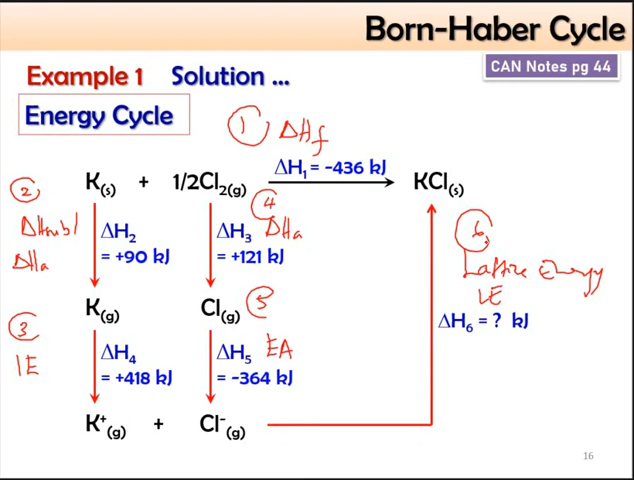 Born-Haber Cycle
CAN Notes pg 44
Example 1 Solution ...
Energy Cycle
① ΔHf
ΔH₁ = -436 kJ
K(s) + 1/2Cl₂(g) KCl(s)
② ④ ⑥
ΔHsubl ΔH₂ ΔH₃ ΔHa
ΔHa = +90 kJ = +121 kJ Lattice Energy
LE
K(g) Cl(g) ⑤
③ ΔH₆ = ? kJ
IE ΔH₄ ΔH₅ EA
= +418 kJ = -364 kJ
K⁺(g) + Cl⁻(g)
16